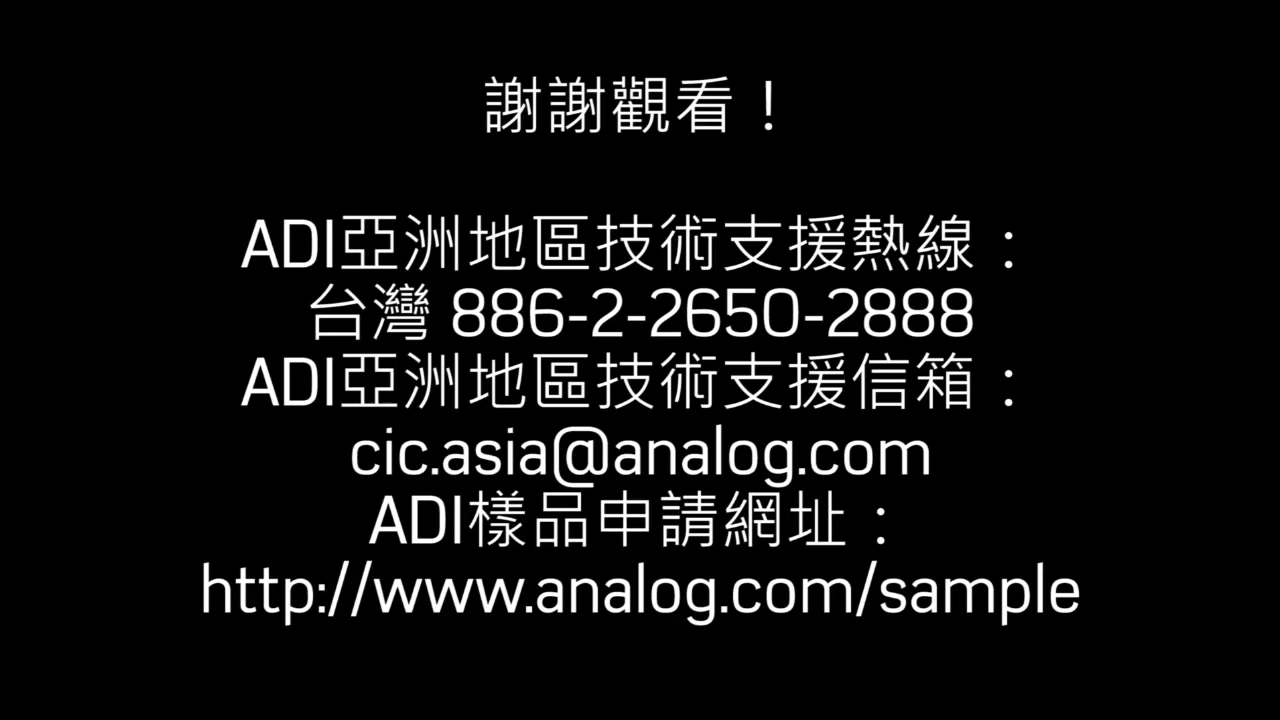 謝謝觀看！
ADI亞洲地區技術支援熱線：
台灣 886-2-2650-2888
ADI亞洲地區技術支援信箱：
cic.asia@analog.com
ADI樣品申請網址：
http://www.analog.com/sample